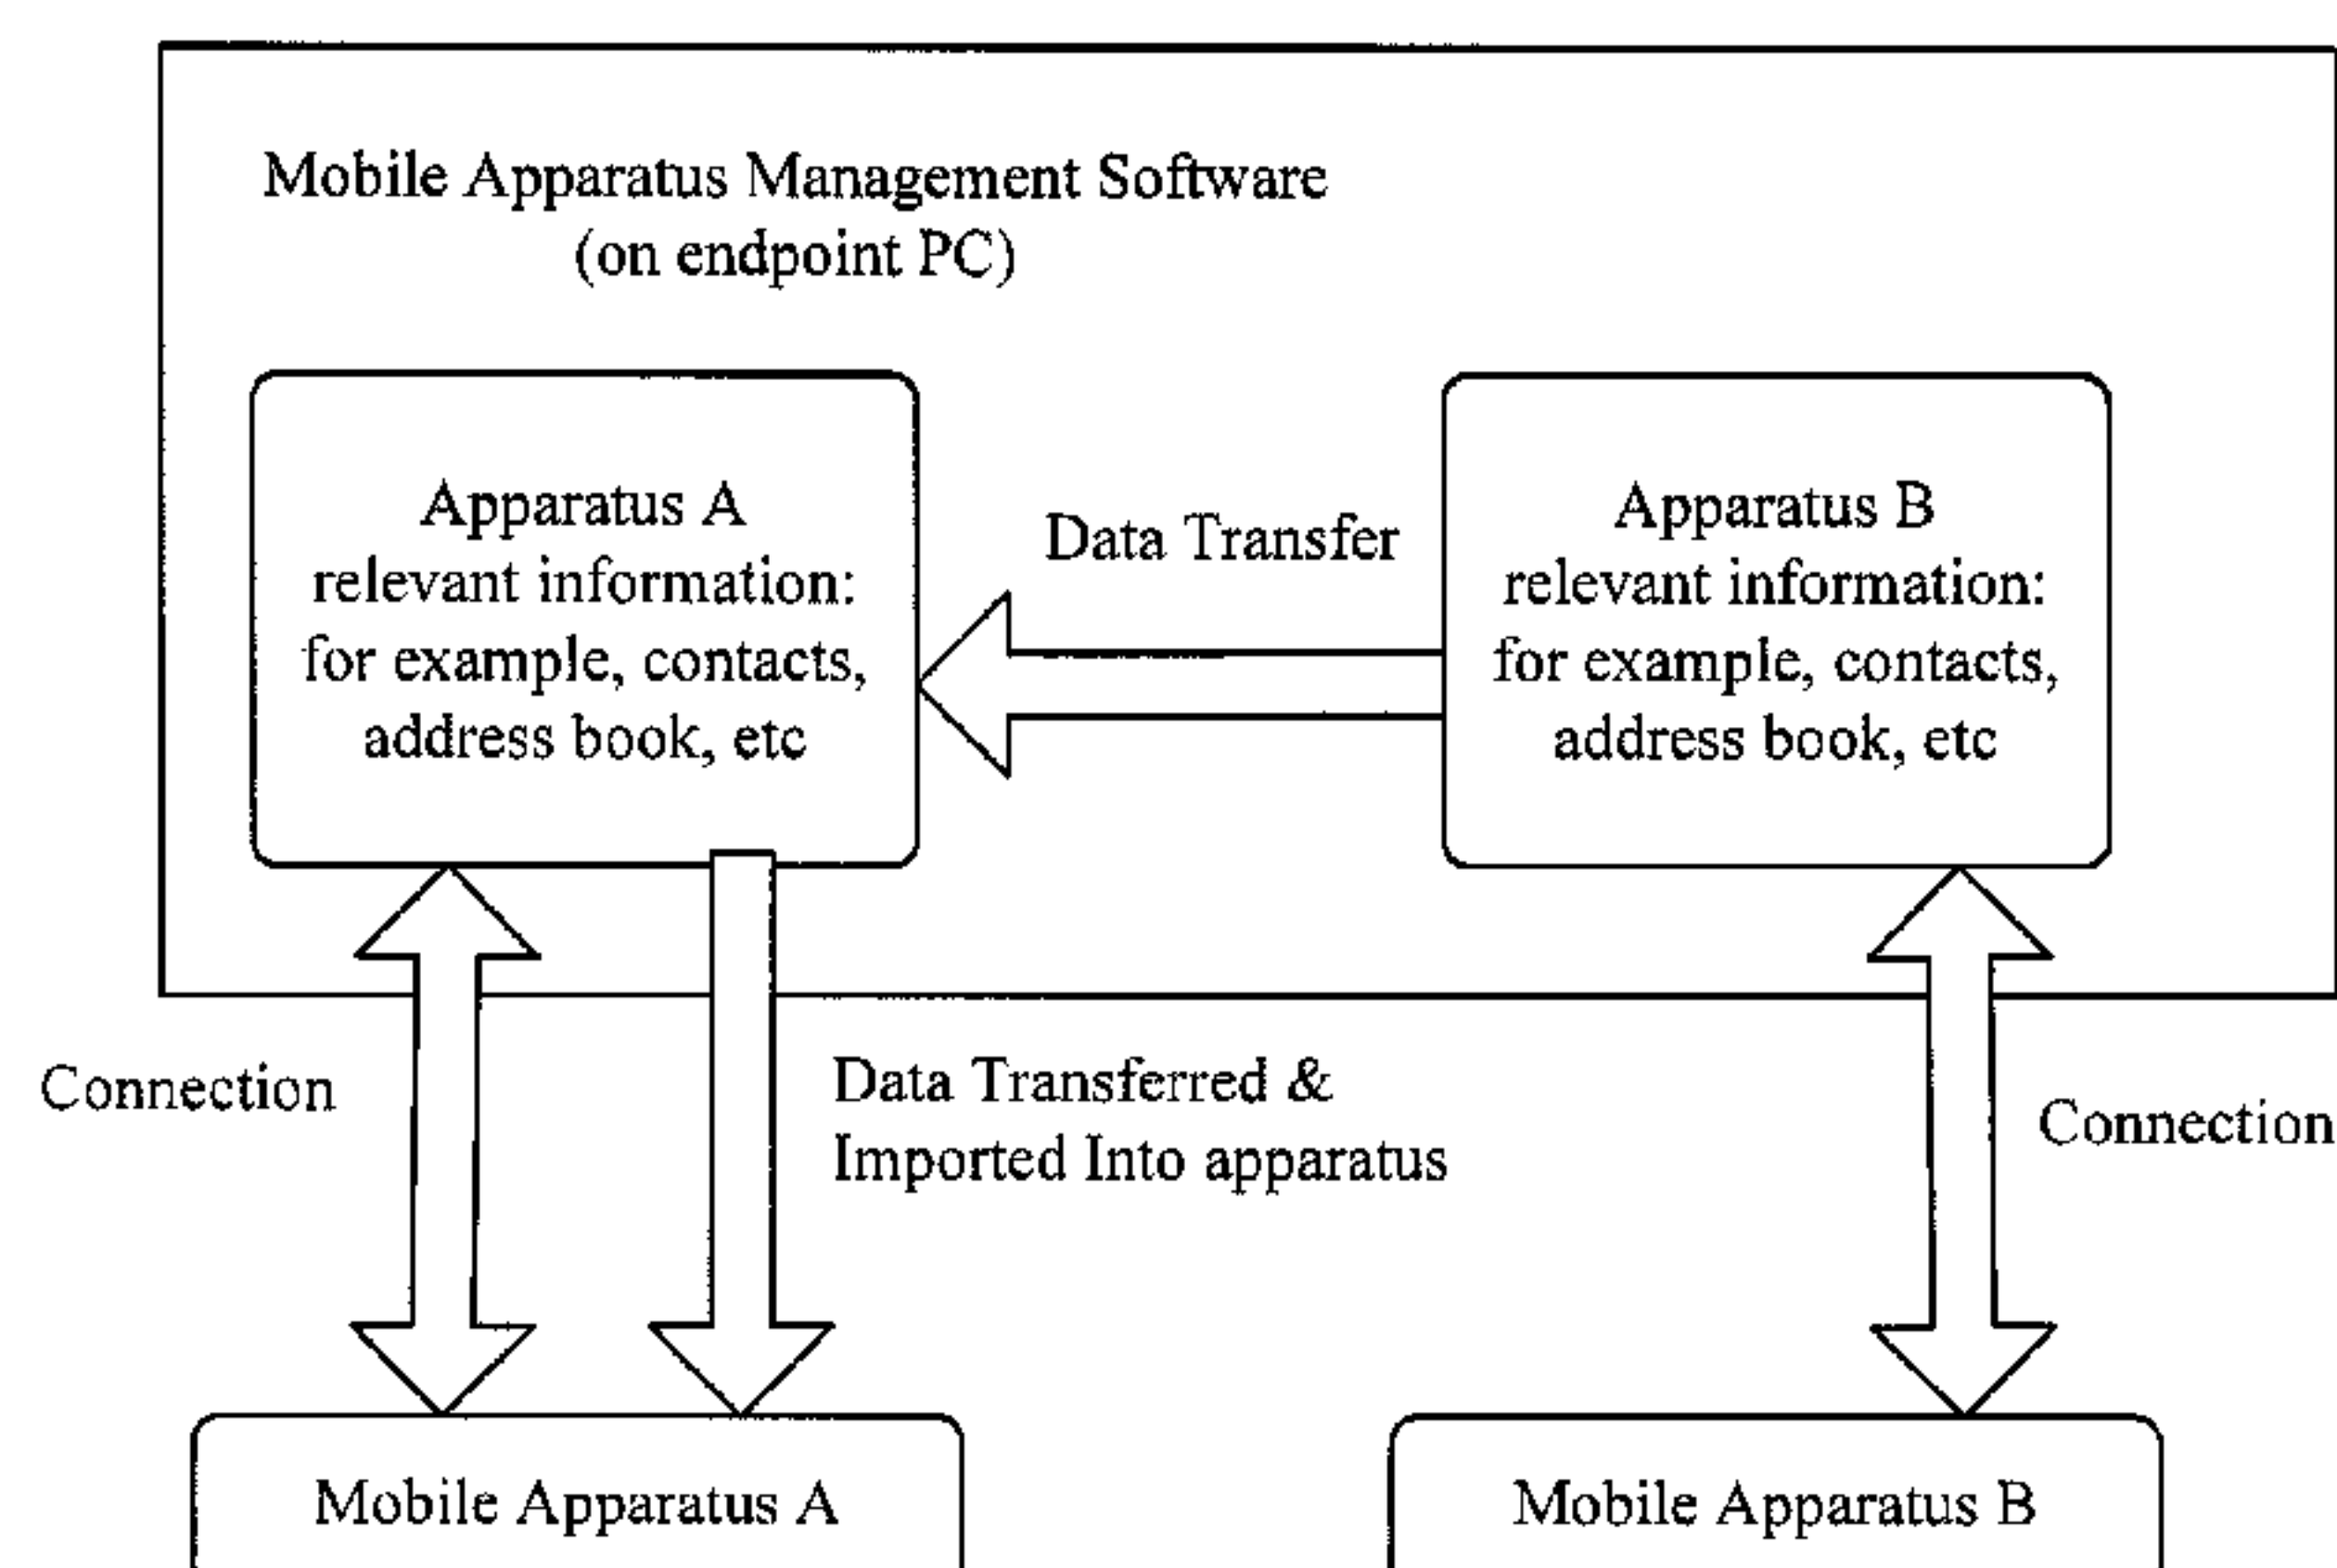 Mobile Apparatus Management Software
(on endpoint PC)
Apparatus A
relevant information:
for example, contacts,
address book, etc
Data Transfer
Apparatus B
relevant information:
for example, contacts,
address book, etc
Connection
Data Transferred &
Imported Into apparatus
Connection
Mobile Apparatus A
Mobile Apparatus B